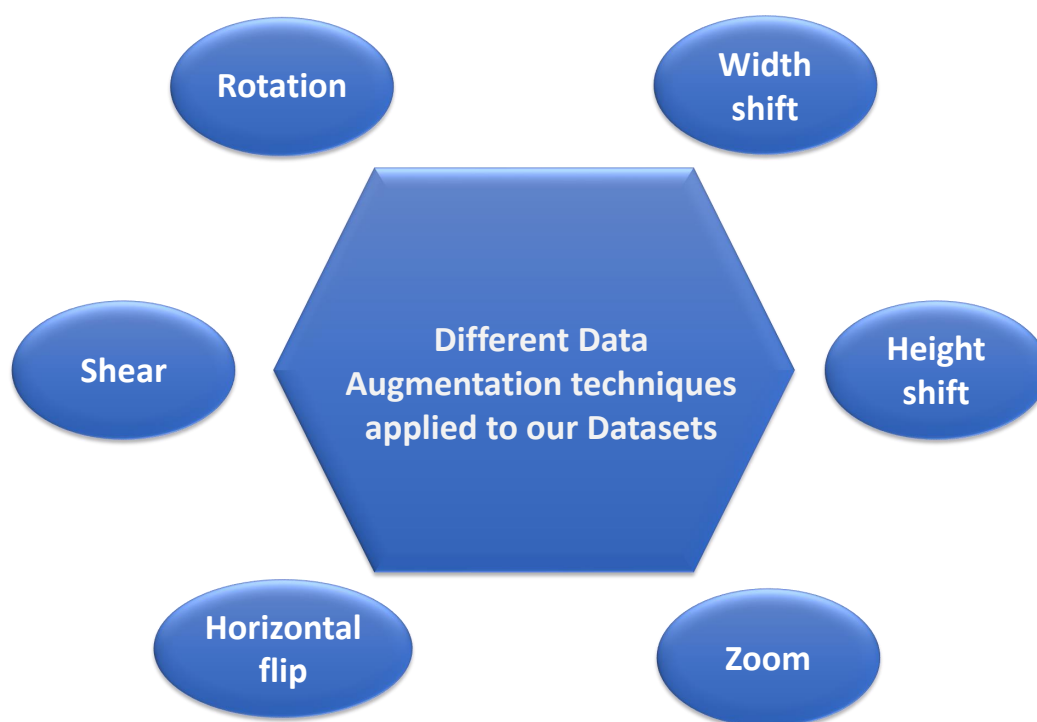 Rotation
Width
shift
Different Data
Augmentation techniques
applied to our Datasets
Shear
Height
shift
Horizontal
flip
Zoom